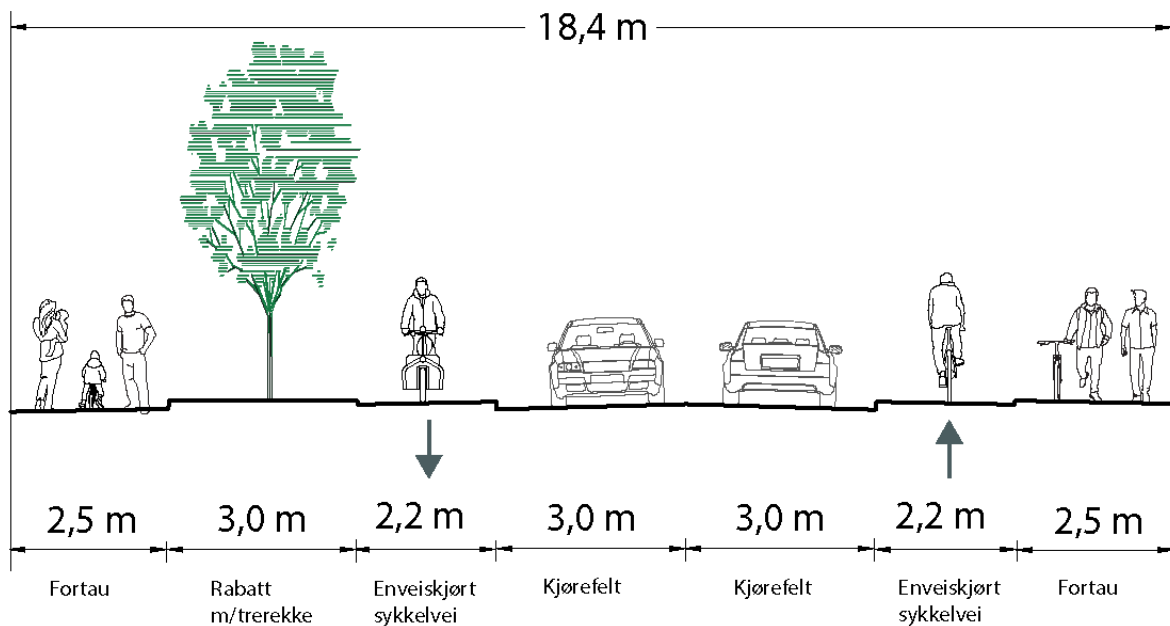 18,4 m
2,5 m
3,0 m
2,2 m
3,0 m
3,0 m
2,2 m
2,5 m
Fortau
Rabatt
m/trerekke
Enveiskjørt
sykkelvei
Kjørefelt
Kjørefelt
Enveiskjørt
sykkelvei
Fortau